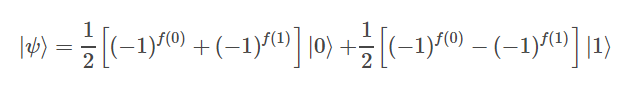 |ψ⟩ = 1/2 [(-1)^f(0) + (-1)^f(1)] |0⟩ + 1/2 [(-1)^f(0) − (-1)^f(1)] |1⟩